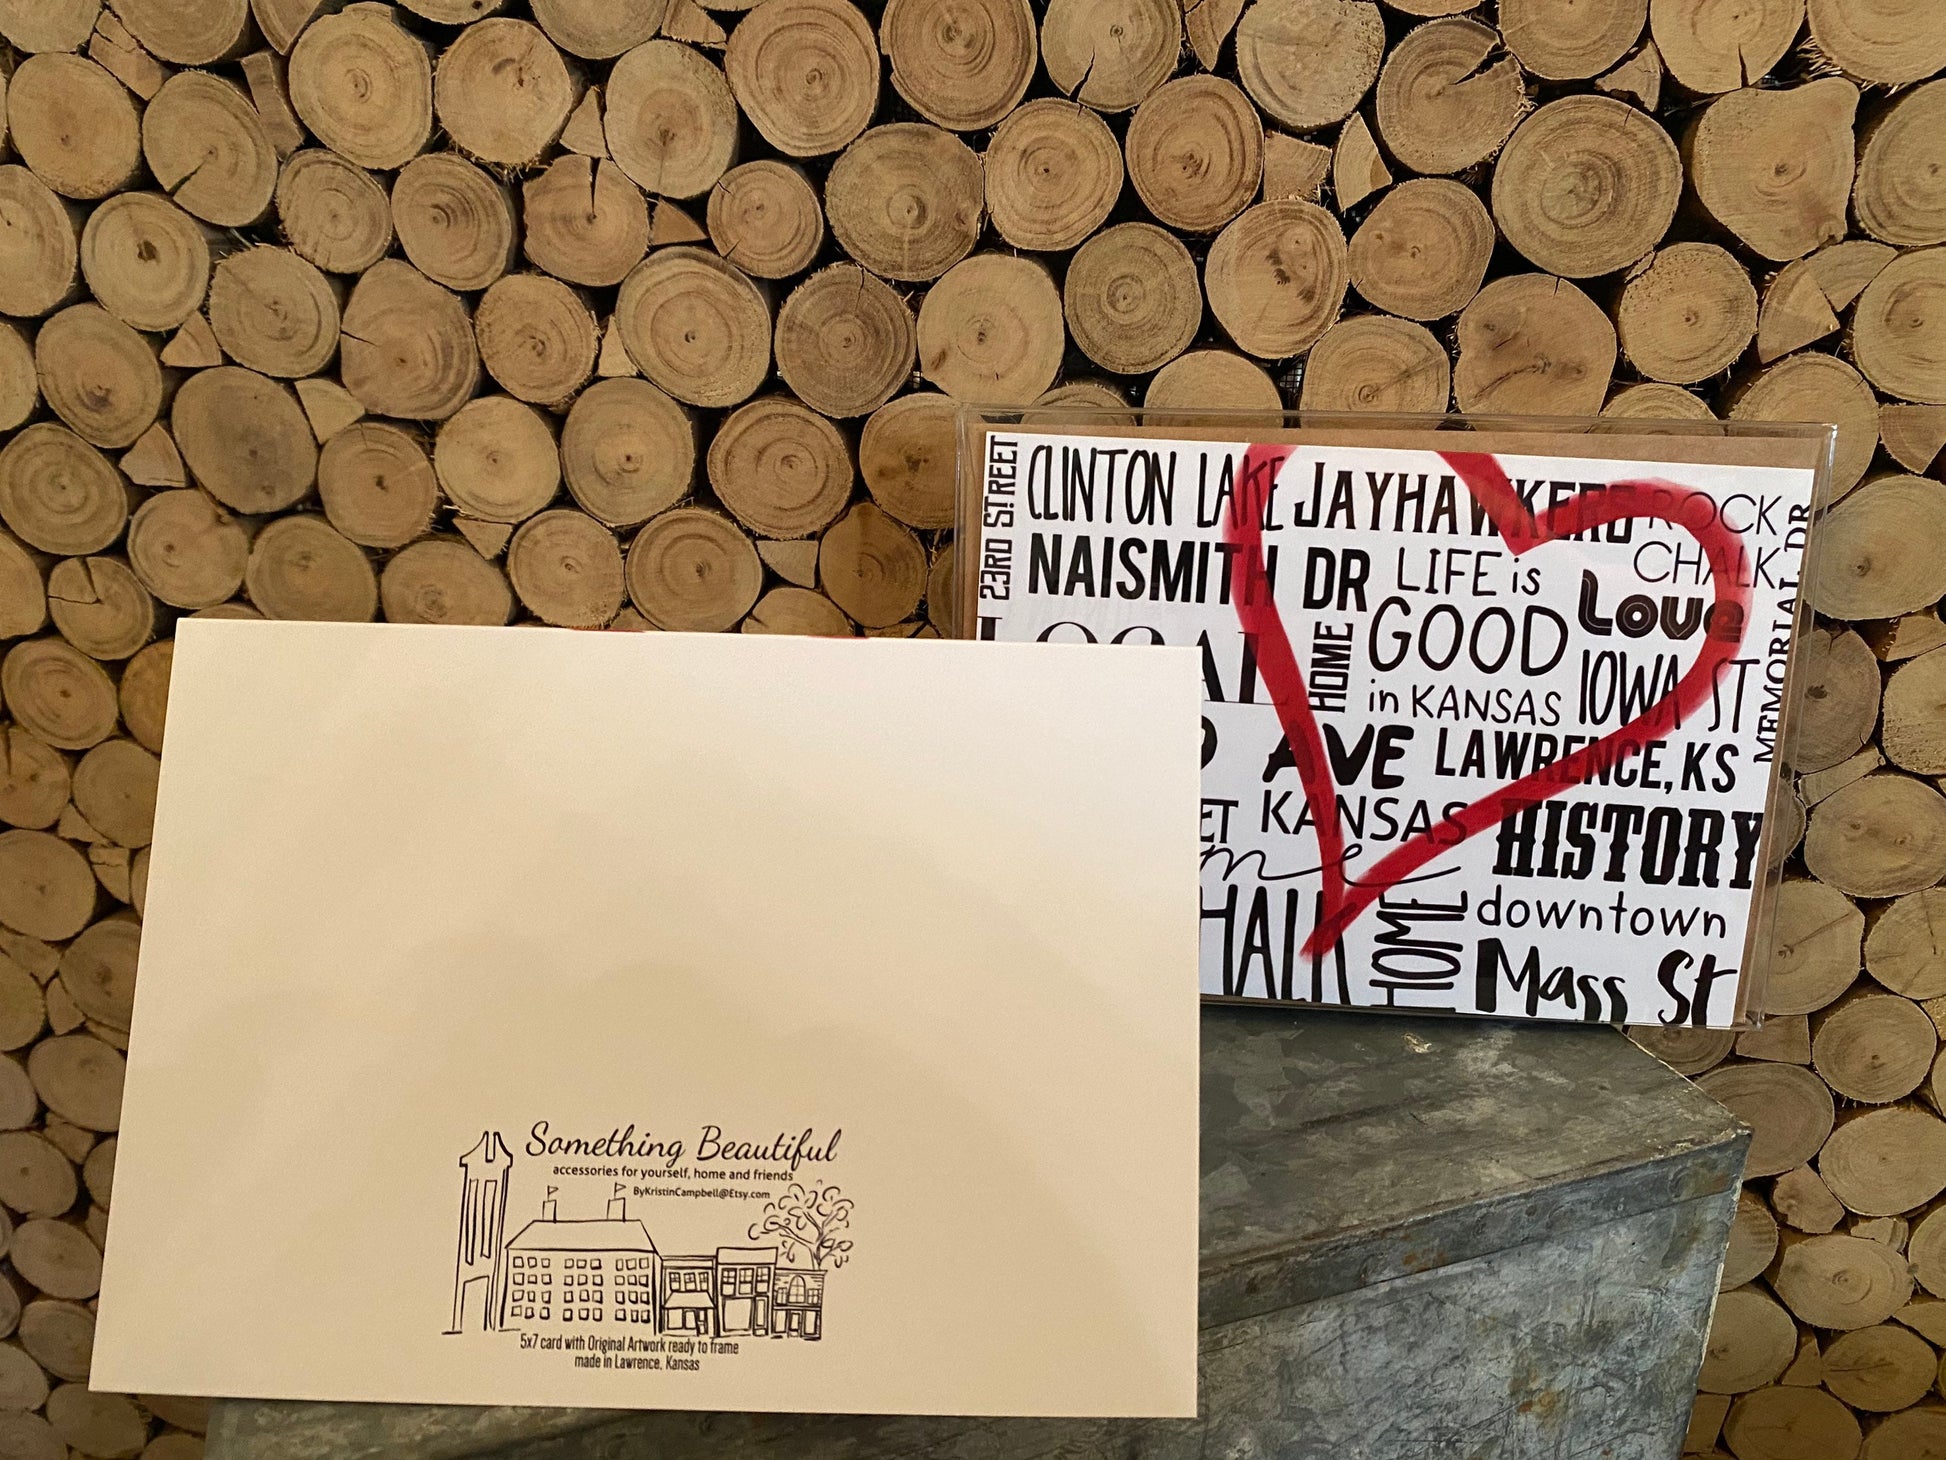 23RD STREET
CLINTON LAKE JAYHAWKERS ROCK
CHALK
MEMORIAL DR
NAISMITH DR LIFE is
Love
LOCAL HOME GOOD
in KANSAS IOWA ST
AVE LAWRENCE, KS
KANSAS HISTORY
HOME downtown
Mass St
Something Beautiful
accessories for yourself, home and friends
ByKristinCampbell@Etsy.com
5x7 card with Original Artwork ready to frame
made in Lawrence, Kansas